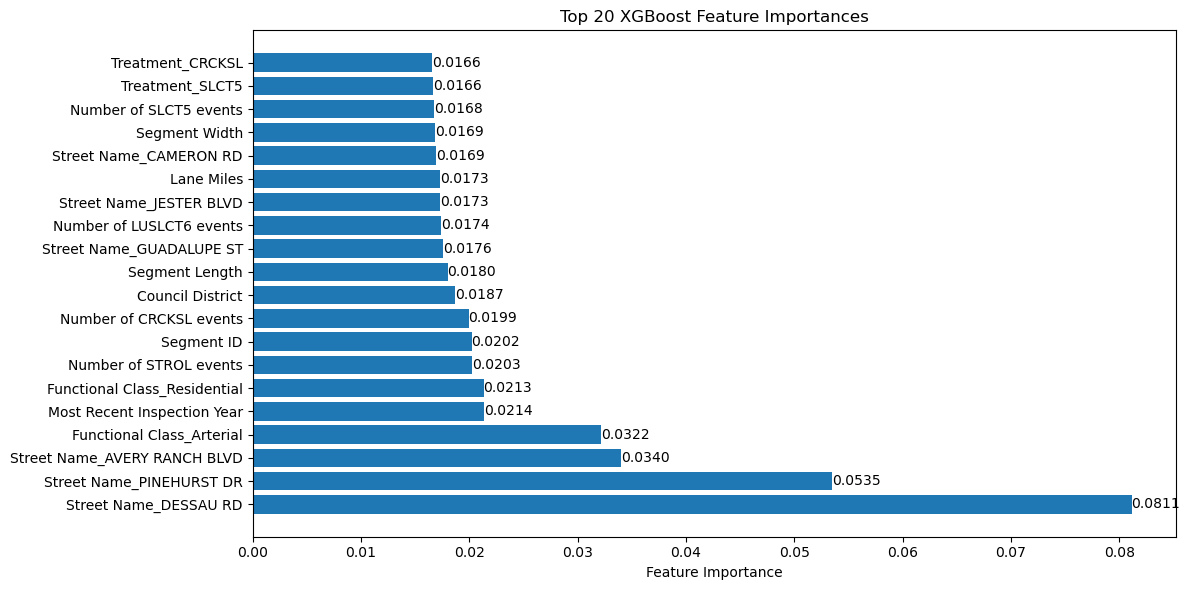 Top 20 XGBoost Feature Importances
Treatment_CRCKSL 0.0166
Treatment_SLCT5 0.0166
Number of SLCT5 events 0.0168
Segment Width 0.0169
Street Name_CAMERON RD 0.0169
Lane Miles 0.0173
Street Name_JESTER BLVD 0.0173
Number of LUSLCT6 events 0.0174
Street Name_GUADALUPE ST 0.0176
Segment Length 0.0180
Council District 0.0187
Number of CRCKSL events 0.0199
Segment ID 0.0202
Number of STROL events 0.0203
Functional Class_Residential 0.0213
Most Recent Inspection Year 0.0214
Functional Class_Arterial 0.0322
Street Name_AVERY RANCH BLVD 0.0340
Street Name_PINEHURST DR 0.0535
Street Name_DESSAU RD 0.0811
0.00 0.01 0.02 0.03 0.04 0.05 0.06 0.07 0.08
Feature Importance